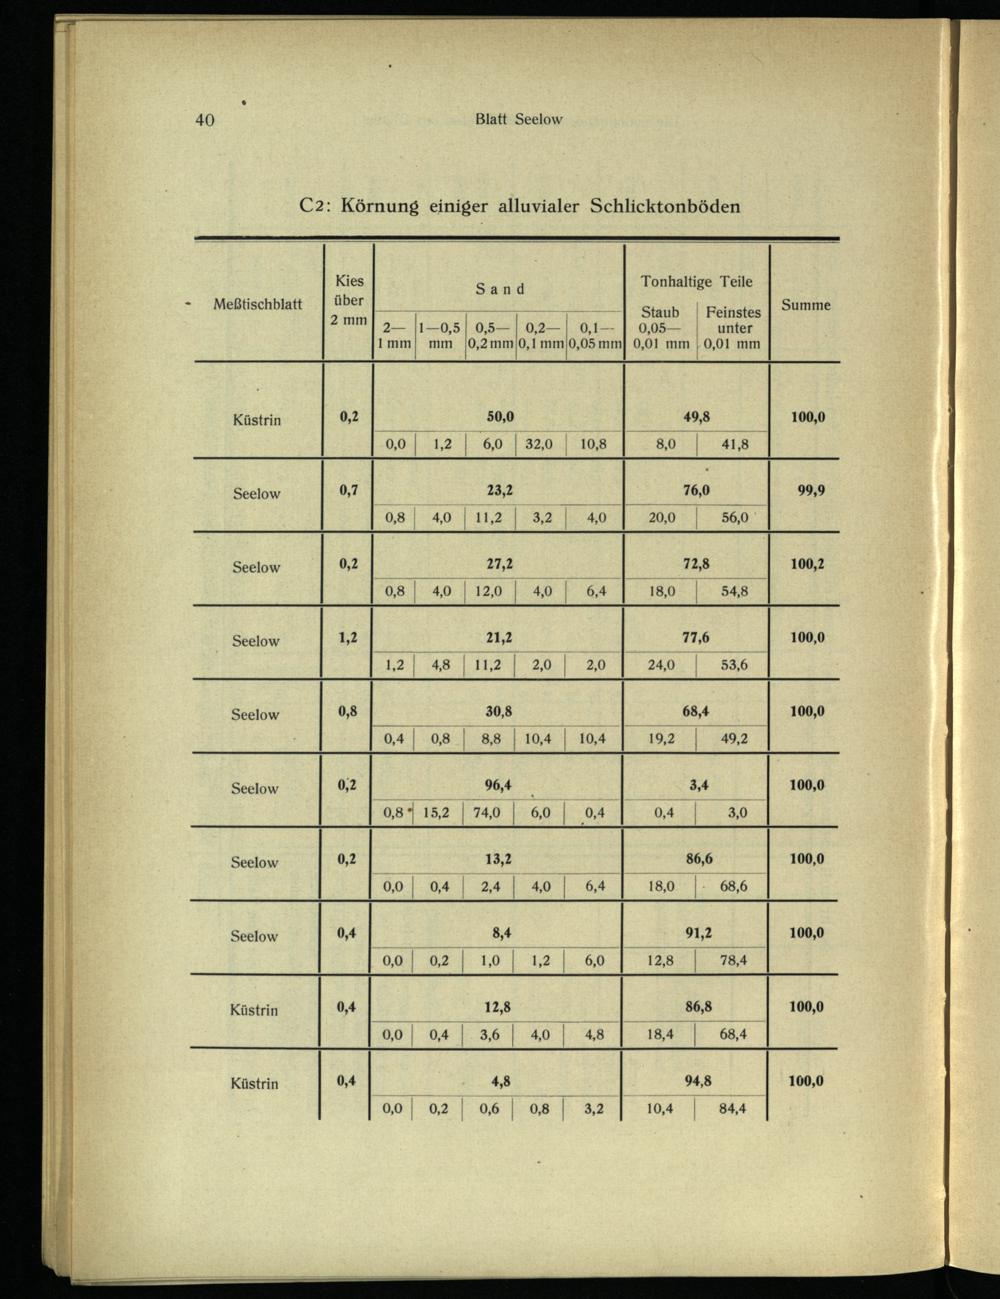 40
Blatt Seelow
C2: Körnung einiger alluvialer Schlicktonböden
Meßtischblatt
Kies
über
2 mm
Sand
2—
1 mm
1—0,5
mm
0,5—
0,2 mm
0,2—
0,1 mm
0,1—
0,05 mm
Tonhaltige Teile
Staub
0,05—
0,01 mm
Feinstes
unter
0,01 mm
Summe
Küstrin 0,2 50,0 49,8 100,0
0,0 1,2 6,0 32,0 10,8 8,0 41,8
Seelow 0,7 23,2 76,0 99,9
0,8 4,0 11,2 3,2 4,0 20,0 56,0
Seelow 0,2 27,2 72,8 100,2
0,8 4,0 12,0 4,0 6,4 18,0 54,8
Seelow 1,2 21,2 77,6 100,0
1,2 4,8 11,2 2,0 2,0 24,0 53,6
Seelow 0,8 30,8 68,4 100,0
0,4 0,8 8,8 10,4 10,4 19,2 49,2
Seelow 0,2 96,4 3,4 100,0
0,8 15,2 74,0 6,0 0,4 0,4 3,0
Seelow 0,2 13,2 86,6 100,0
0,0 0,4 2,4 4,0 6,4 18,0 68,6
Seelow 0,4 8,4 91,2 100,0
0,0 0,2 1,0 1,2 6,0 12,8 78,4
Küstrin 0,4 12,8 86,8 100,0
0,0 0,4 3,6 4,0 4,8 18,4 68,4
Küstrin 0,4 4,8 94,8 100,0
0,0 0,2 0,6 0,8 3,2 10,4 84,4